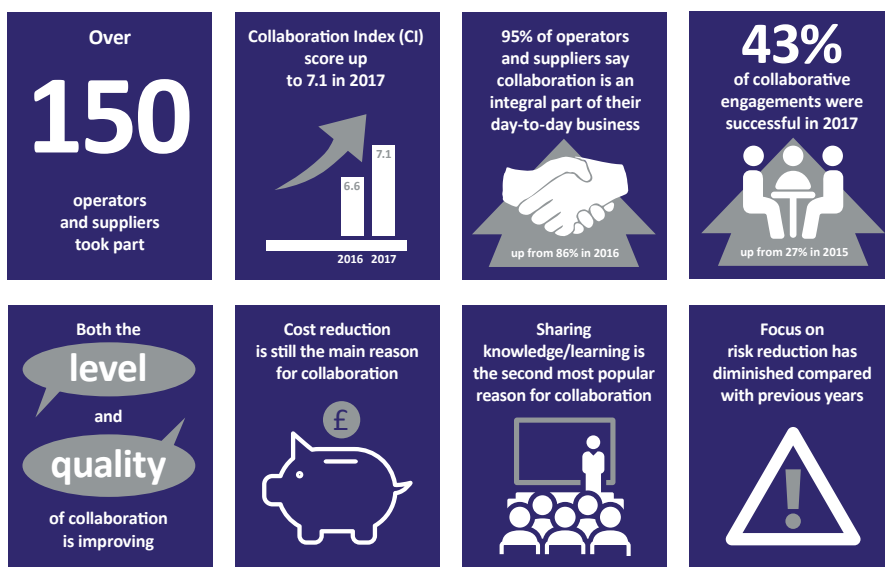 Over
150
operators
and suppliers
took part
Collaboration Index (CI)
score up
to 7.1 in 2017
6.6
7.1
2016 2017
95% of operators
and suppliers say
collaboration is an
integral part of their
day-to-day business
up from 86% in 2016
43%
of collaborative
engagements were
successful in 2017
up from 27% in 2015
Both the
level
and
quality
of collaboration
is improving
Cost reduction
is still the main reason
for collaboration
£
Sharing
knowledge/learning is
the second most popular
reason for collaboration
Focus on
risk reduction has
diminished compared
with previous years
!